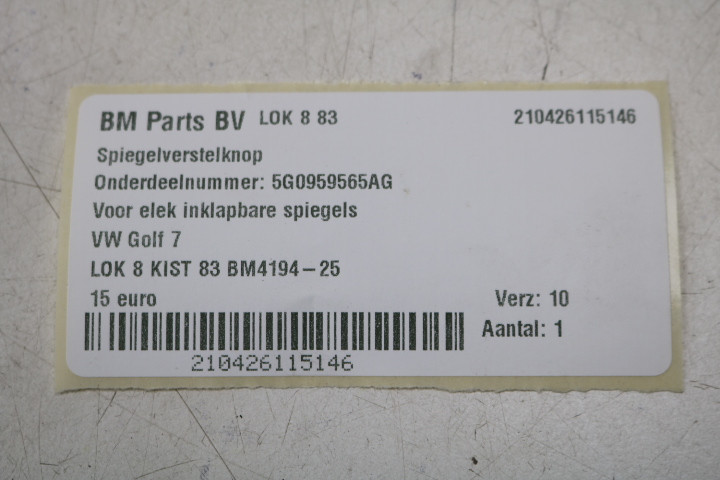 BM Parts BV LOK 8 83 210426115146
Spiegelverstelknop
Onderdeelnummer: 5G0959565AG
Voor elek inklapbare spiegels
VW Golf 7
LOK 8 KIST 83 BM4194-25
15 euro Verz: 10
Aantal: 1
210426115146